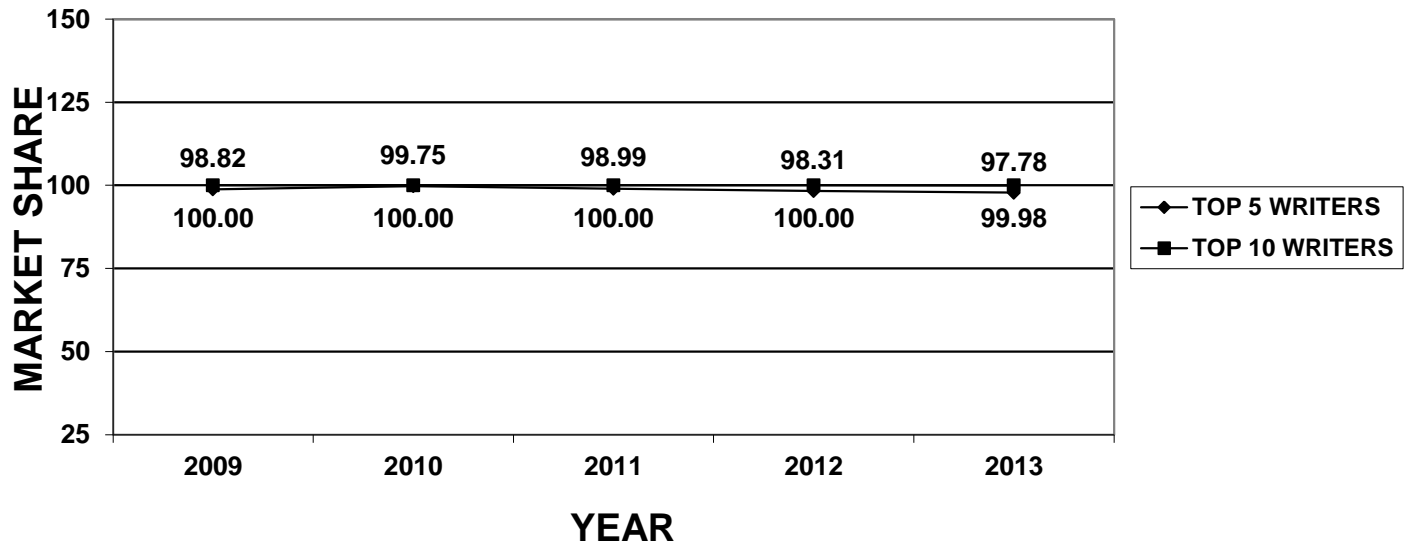 150
125
100
75
50
25
MARKET SHARE
98.82 99.75 98.99 98.31 97.78
100.00 100.00 100.00 100.00 99.98
2009 2010 2011 2012 2013
YEAR
TOP 5 WRITERS
TOP 10 WRITERS